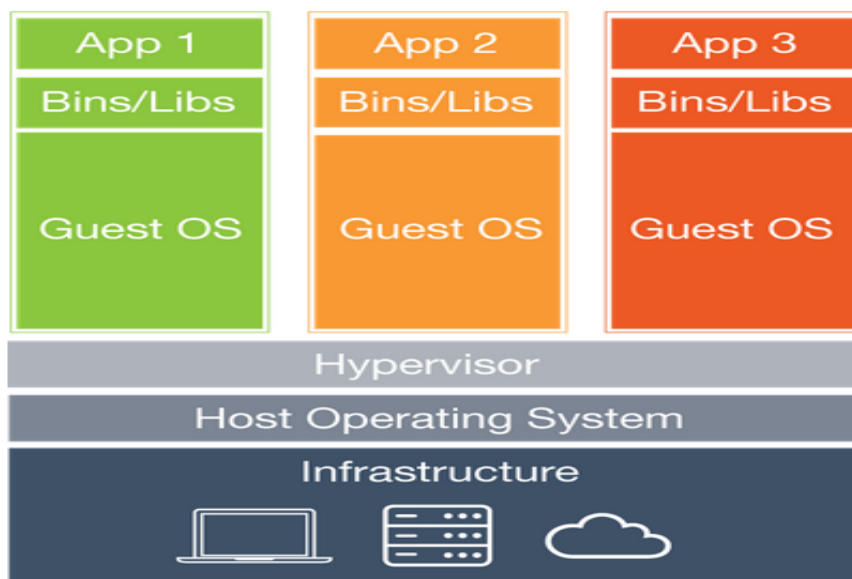 App 1
App 2
App 3
Bins/Libs
Bins/Libs
Bins/Libs
Guest OS
Guest OS
Guest OS
Hypervisor
Host Operating System
Infrastructure